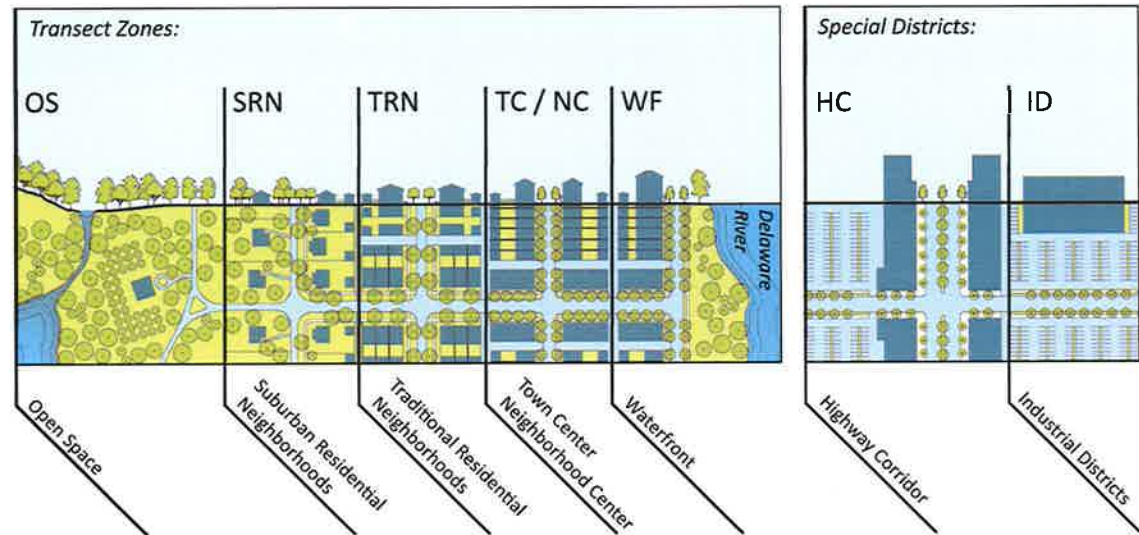 Transect Zones:
Special Districts:
OS
SRN
TRN
TC / NC
WF
HC
ID
Delaware
River
Open Space
Suburban Residential
Neighborhoods
Traditional Residential
Neighborhoods
Town Center
Neighborhood Center
Waterfront
Highway Corridor
Industrial Districts